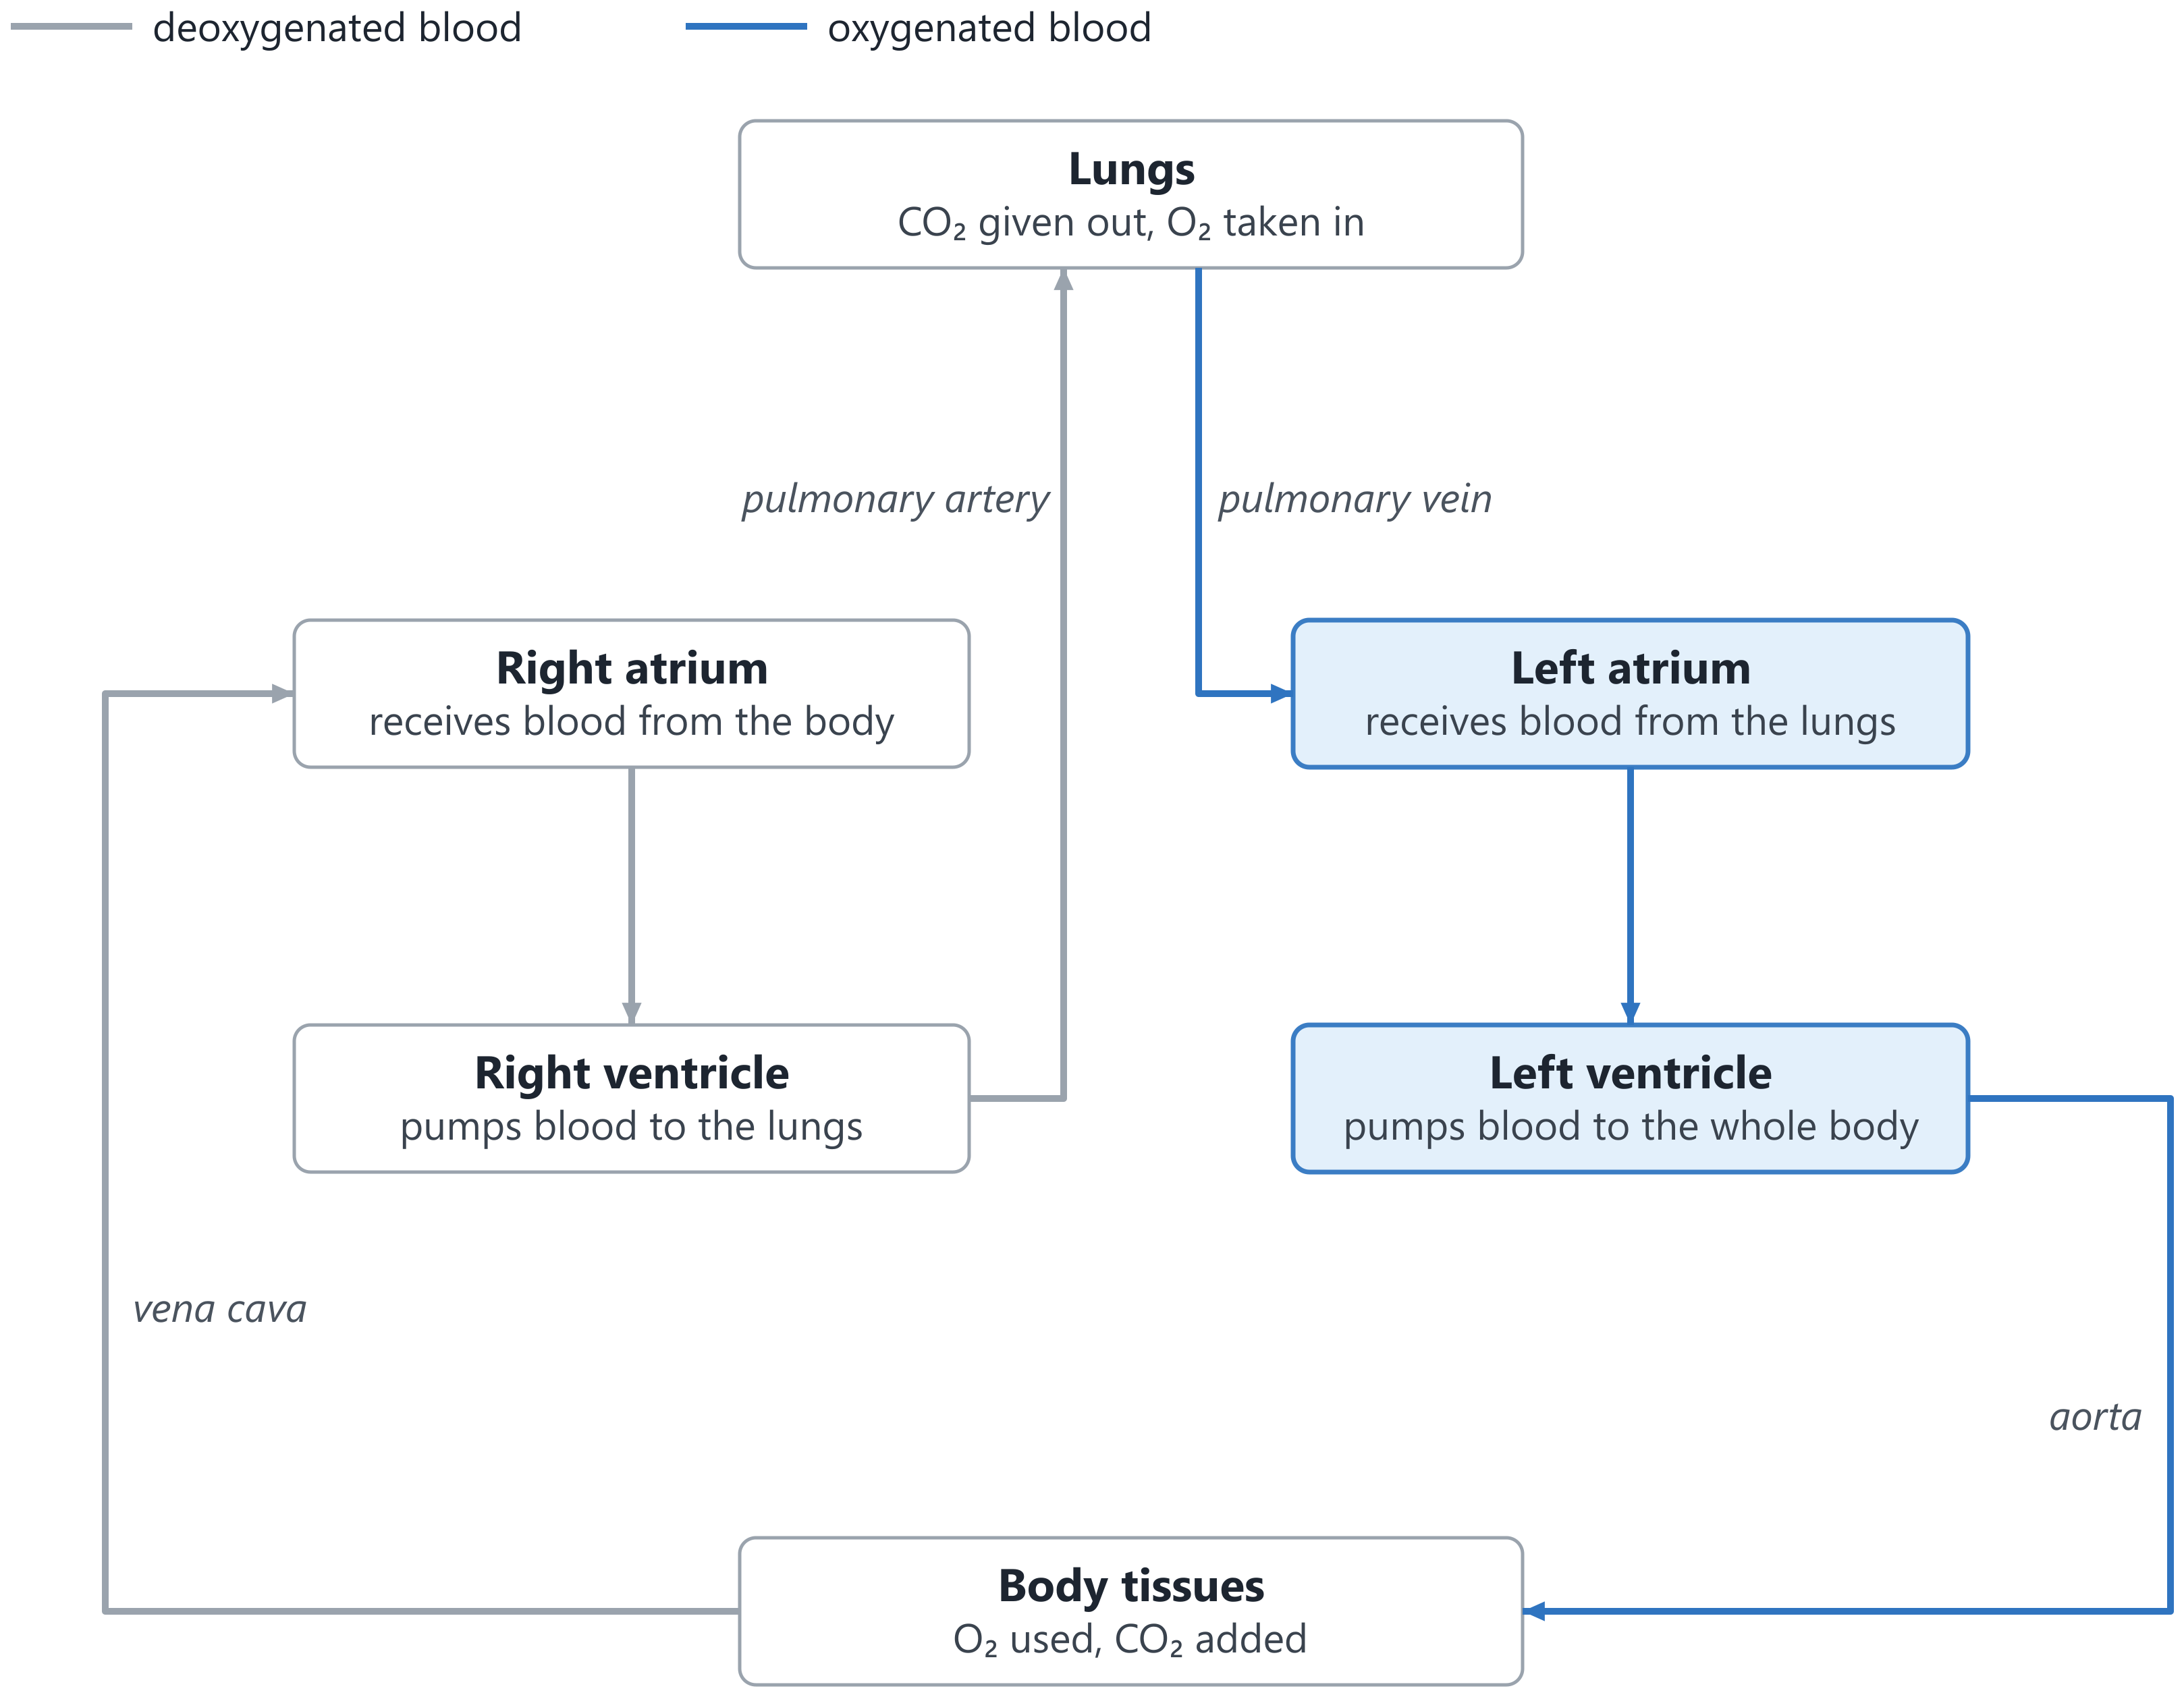 deoxygenated blood
oxygenated blood
Lungs
CO₂ given out, O₂ taken in
pulmonary artery
pulmonary vein
Right atrium
receives blood from the body
Left atrium
receives blood from the lungs
Right ventricle
pumps blood to the lungs
Left ventricle
pumps blood to the whole body
vena cava
aorta
Body tissues
O₂ used, CO₂ added